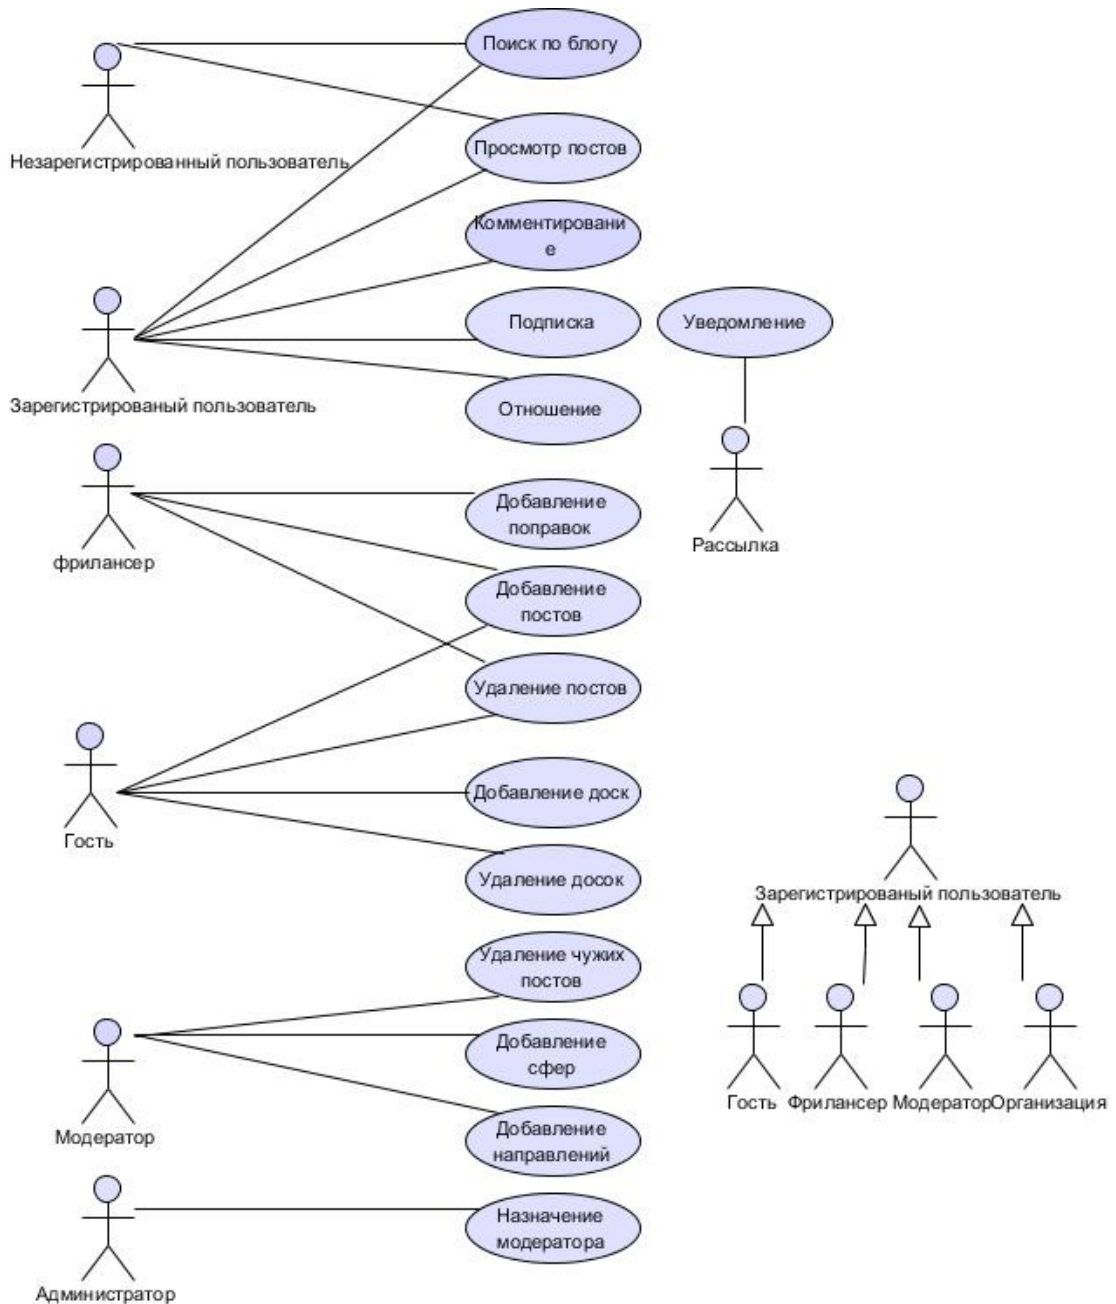 Поиск по блогу
Незарегистрированный пользователь
Просмотр постов
Комментировани
е
Зарегистрированый пользователь
Подписка
Уведомление
Отношение
фрилансер
Рассылка
Добавление
поправок
Добавление
постов
Удаление постов
Гость
Добавление доск
Удаление досок
Зарегистрированый пользователь
Гость
Фрилансер
Модератор
Организация
Модератор
Удаление чужих
постов
Добавление
сфер
Добавление
направлений
Администратор
Назначение
модератора